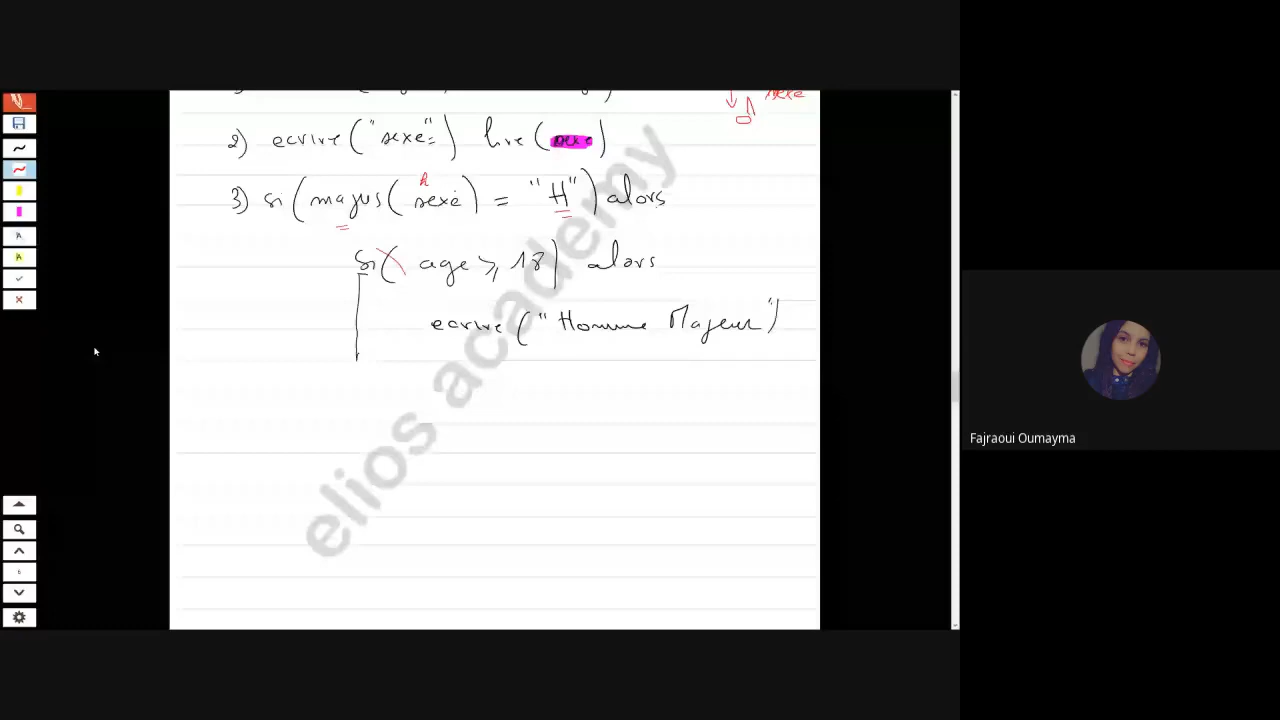 sexe
2) ecrire("sexe=") lire(sexe)
h
3) si(majus(sexe) = "H") alors
si( age ⩾ 18) alors
ecrire("Homme Majeur")
elios academy
Fajraoui Oumayma